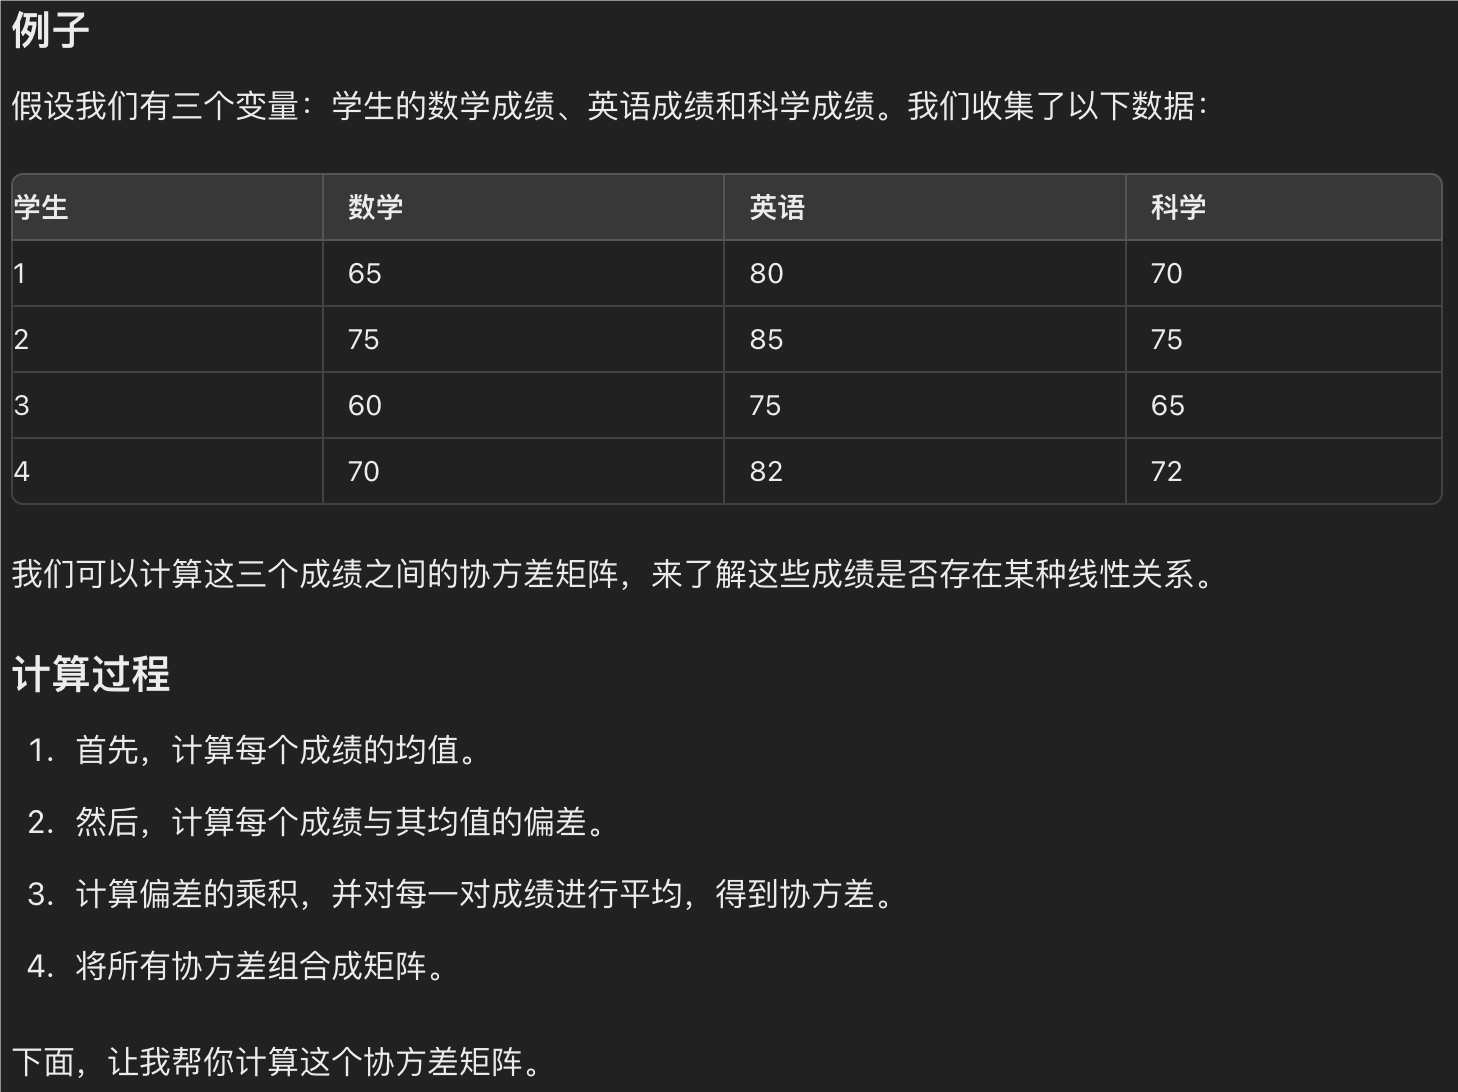 例子
假设我们有三个变量：学生的数学成绩、英语成绩和科学成绩。我们收集了以下数据：
学生 数学 英语 科学
1 65 80 70
2 75 85 75
3 60 75 65
4 70 82 72
我们可以计算这三个成绩之间的协方差矩阵，来了解这些成绩是否存在某种线性关系。
计算过程
1. 首先，计算每个成绩的均值。
2. 然后，计算每个成绩与其均值的偏差。
3. 计算偏差的乘积，并对每一对成绩进行平均，得到协方差。
4. 将所有协方差组合成矩阵。
下面，让我帮你计算这个协方差矩阵。